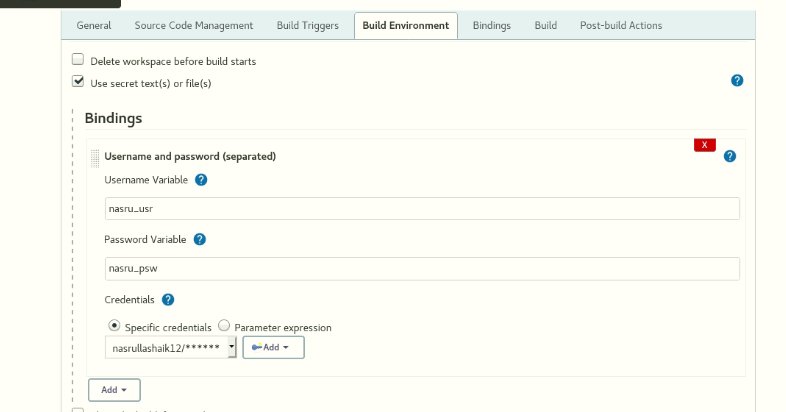 General Source Code Management Build Triggers Build Environment Bindings Build Post-build Actions
Delete workspace before build starts
Use secret text(s) or file(s)
?
Bindings
X
Username and password (separated) ?
Username Variable ?
nasru_usr
Password Variable ?
nasru_psw
Credentials ?
Specific credentials Parameter expression
nasrullashaik12/****** Add
Add